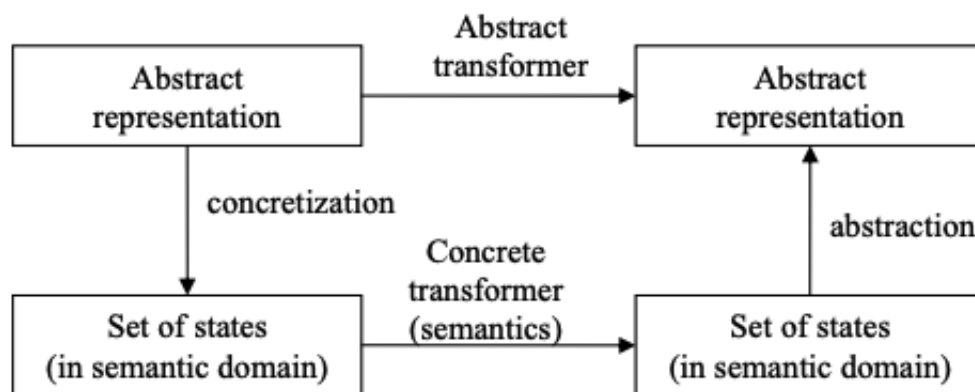 Abstract
transformer
Abstract
representation
Abstract
representation
concretization
abstraction
Concrete
transformer
(semantics)
Set of states
(in semantic domain)
Set of states
(in semantic domain)